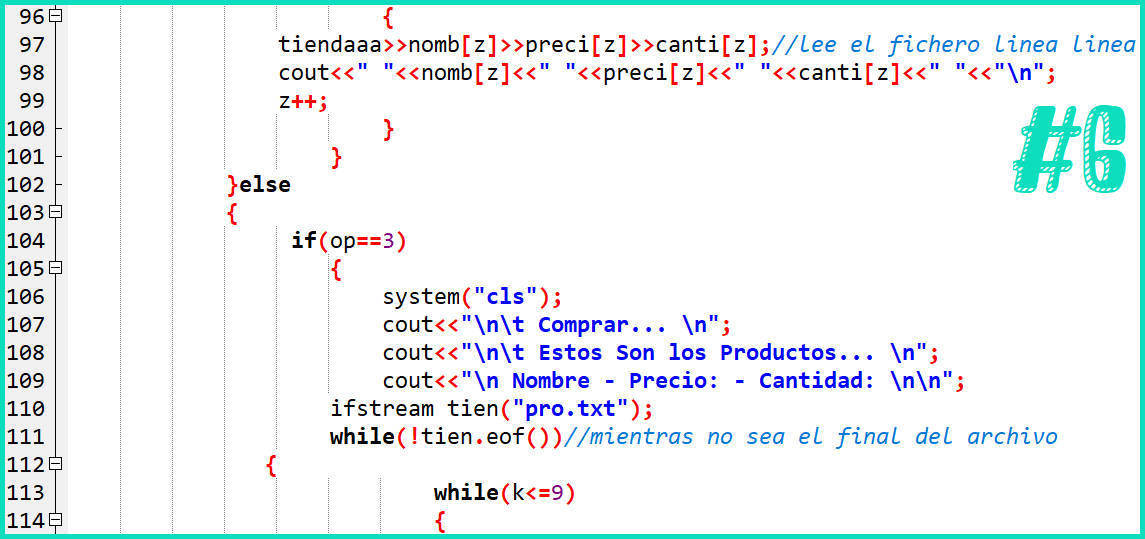 96 {
97 tiendaaa>>nomb[z]>>preci[z]>>canti[z];//lee el fichero linea linea
98 cout<<" "<<nomb[z]<<" "<<preci[z]<<" "<<canti[z]<<" "<<"\n";
99 z++;
100 }
101 }
102 }else
103 {
104 if(op==3)
105 {
106 system("cls");
107 cout<<"\n\t Comprar... \n";
108 cout<<"\n\t Estos Son los Productos... \n";
109 cout<<"\n Nombre - Precio: - Cantidad: \n\n";
110 ifstream tien("pro.txt");
111 while(!tien.eof())//mientras no sea el final del archivo
112 {
113 while(k<=9)
114 {
#6